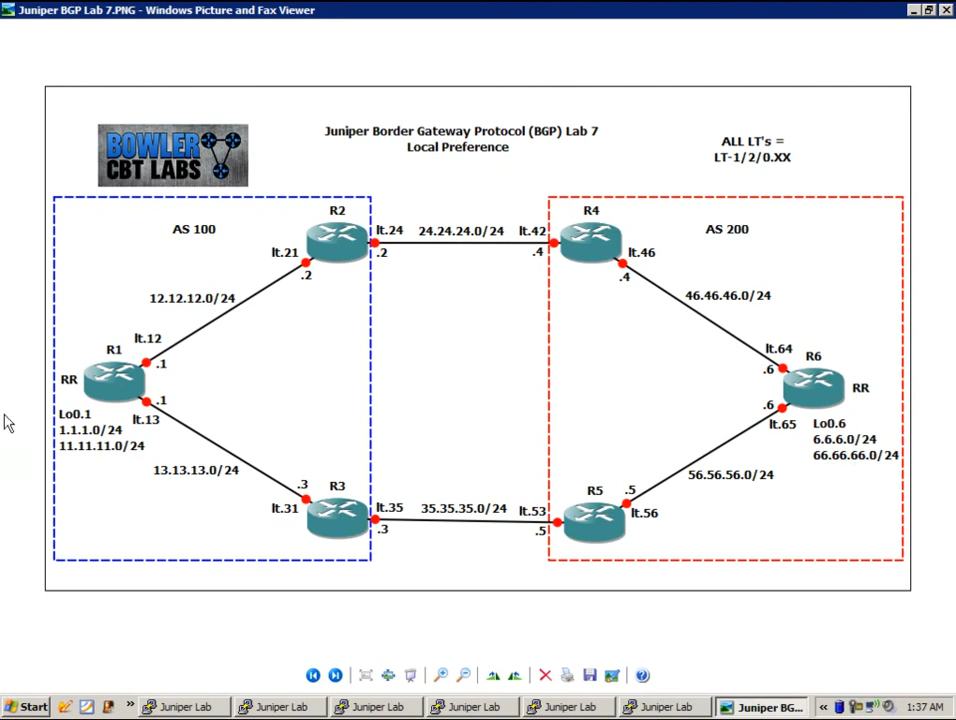 Juniper BGP Lab 7.PNG - Windows Picture and Fax Viewer
BOWLER
CBT LABS
Juniper Border Gateway Protocol (BGP) Lab 7
Local Preference
ALL LT's =
LT-1/2/0.XX
AS 100
R2
lt.24
24.24.24.0/24
lt.42
R4
AS 200
lt.21
.2
.4
lt.46
.2
.4
12.12.12.0/24
46.46.46.0/24
lt.12
lt.64
R1
.1
.6
R6
RR
RR
.1
.6
Lo0.1
lt.13
lt.65
Lo0.6
1.1.1.0/24
6.6.6.0/24
11.11.11.0/24
66.66.66.0/24
13.13.13.0/24
56.56.56.0/24
.3
R3
R5
.5
lt.31
lt.35
35.35.35.0/24
lt.53
lt.56
.3
.5
Start
Juniper Lab
Juniper Lab
Juniper Lab
Juniper Lab
Juniper Lab
Juniper Lab
Juniper BG...
1:37 AM